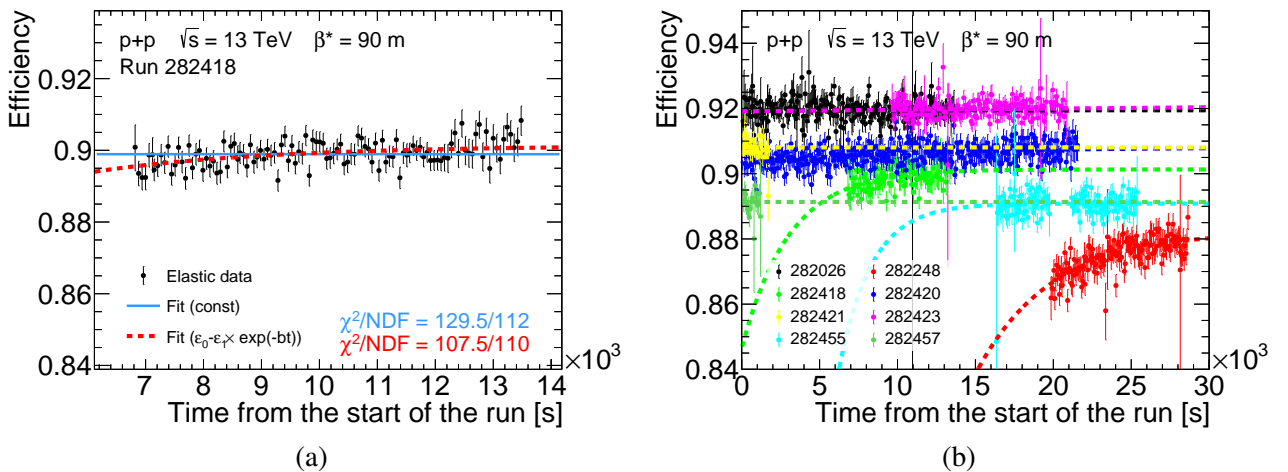 Efficiency
p+p √s = 13 TeV β* = 90 m
Run 282418
0.92
0.9
0.88
0.86
0.84
Elastic data
Fit (const)
Fit (ε₀-ε₁× exp(-bt))
χ²/NDF = 129.5/112
χ²/NDF = 107.5/110
7 8 9 10 11 12 13 14
×10³
Time from the start of the run [s]
(a)
Efficiency
p+p √s = 13 TeV β* = 90 m
0.94
0.92
0.9
0.88
0.86
0.84
282026 282248
282418 282420
282421 282423
282455 282457
0 5 10 15 20 25 30
×10³
Time from the start of the run [s]
(b)